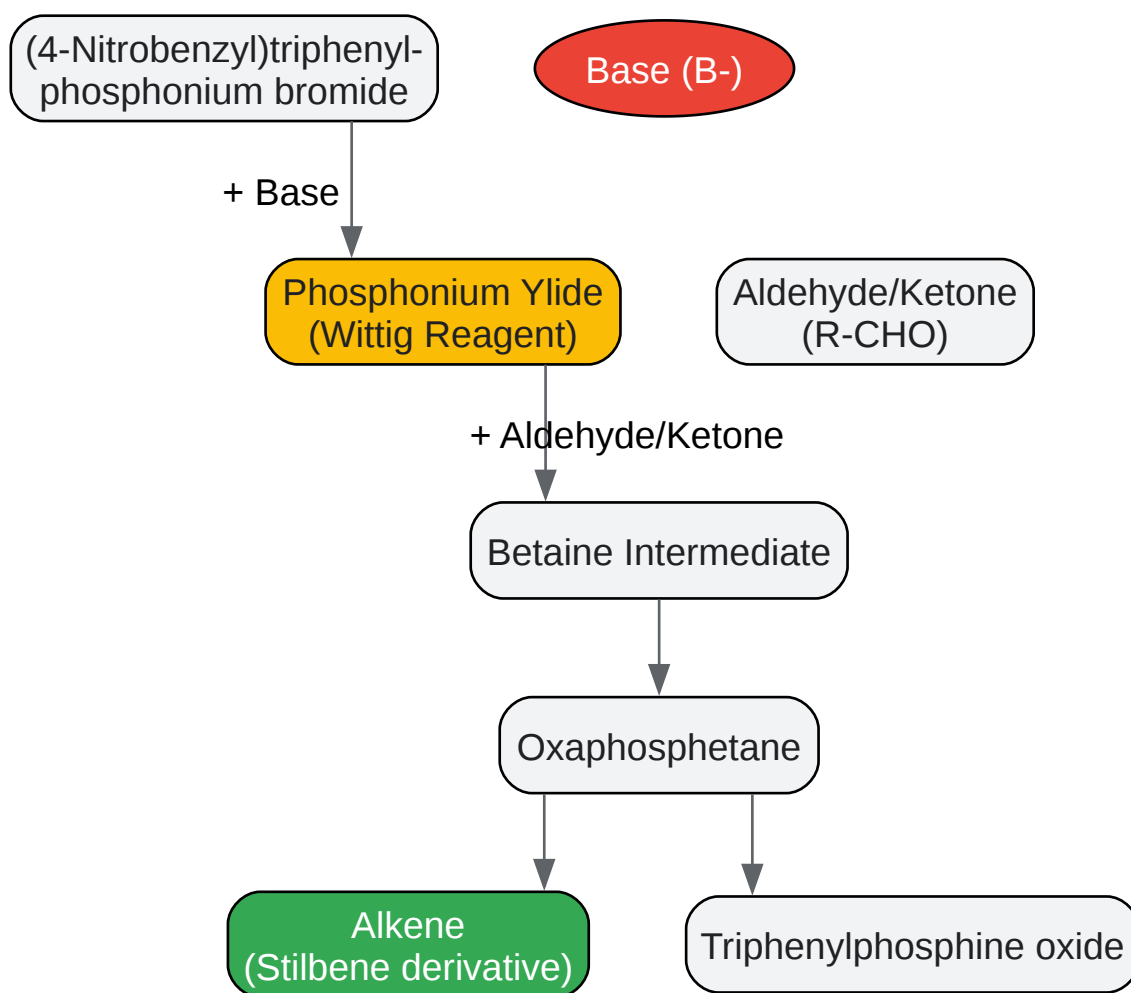 (4-Nitrobenzyl)triphenyl-
phosphonium bromide
Base (B-)
+ Base
Phosphonium Ylide
(Wittig Reagent)
Aldehyde/Ketone
(R-CHO)
+ Aldehyde/Ketone
Betaine Intermediate
Oxaphosphetane
Alkene
(Stilbene derivative)
Triphenylphosphine oxide